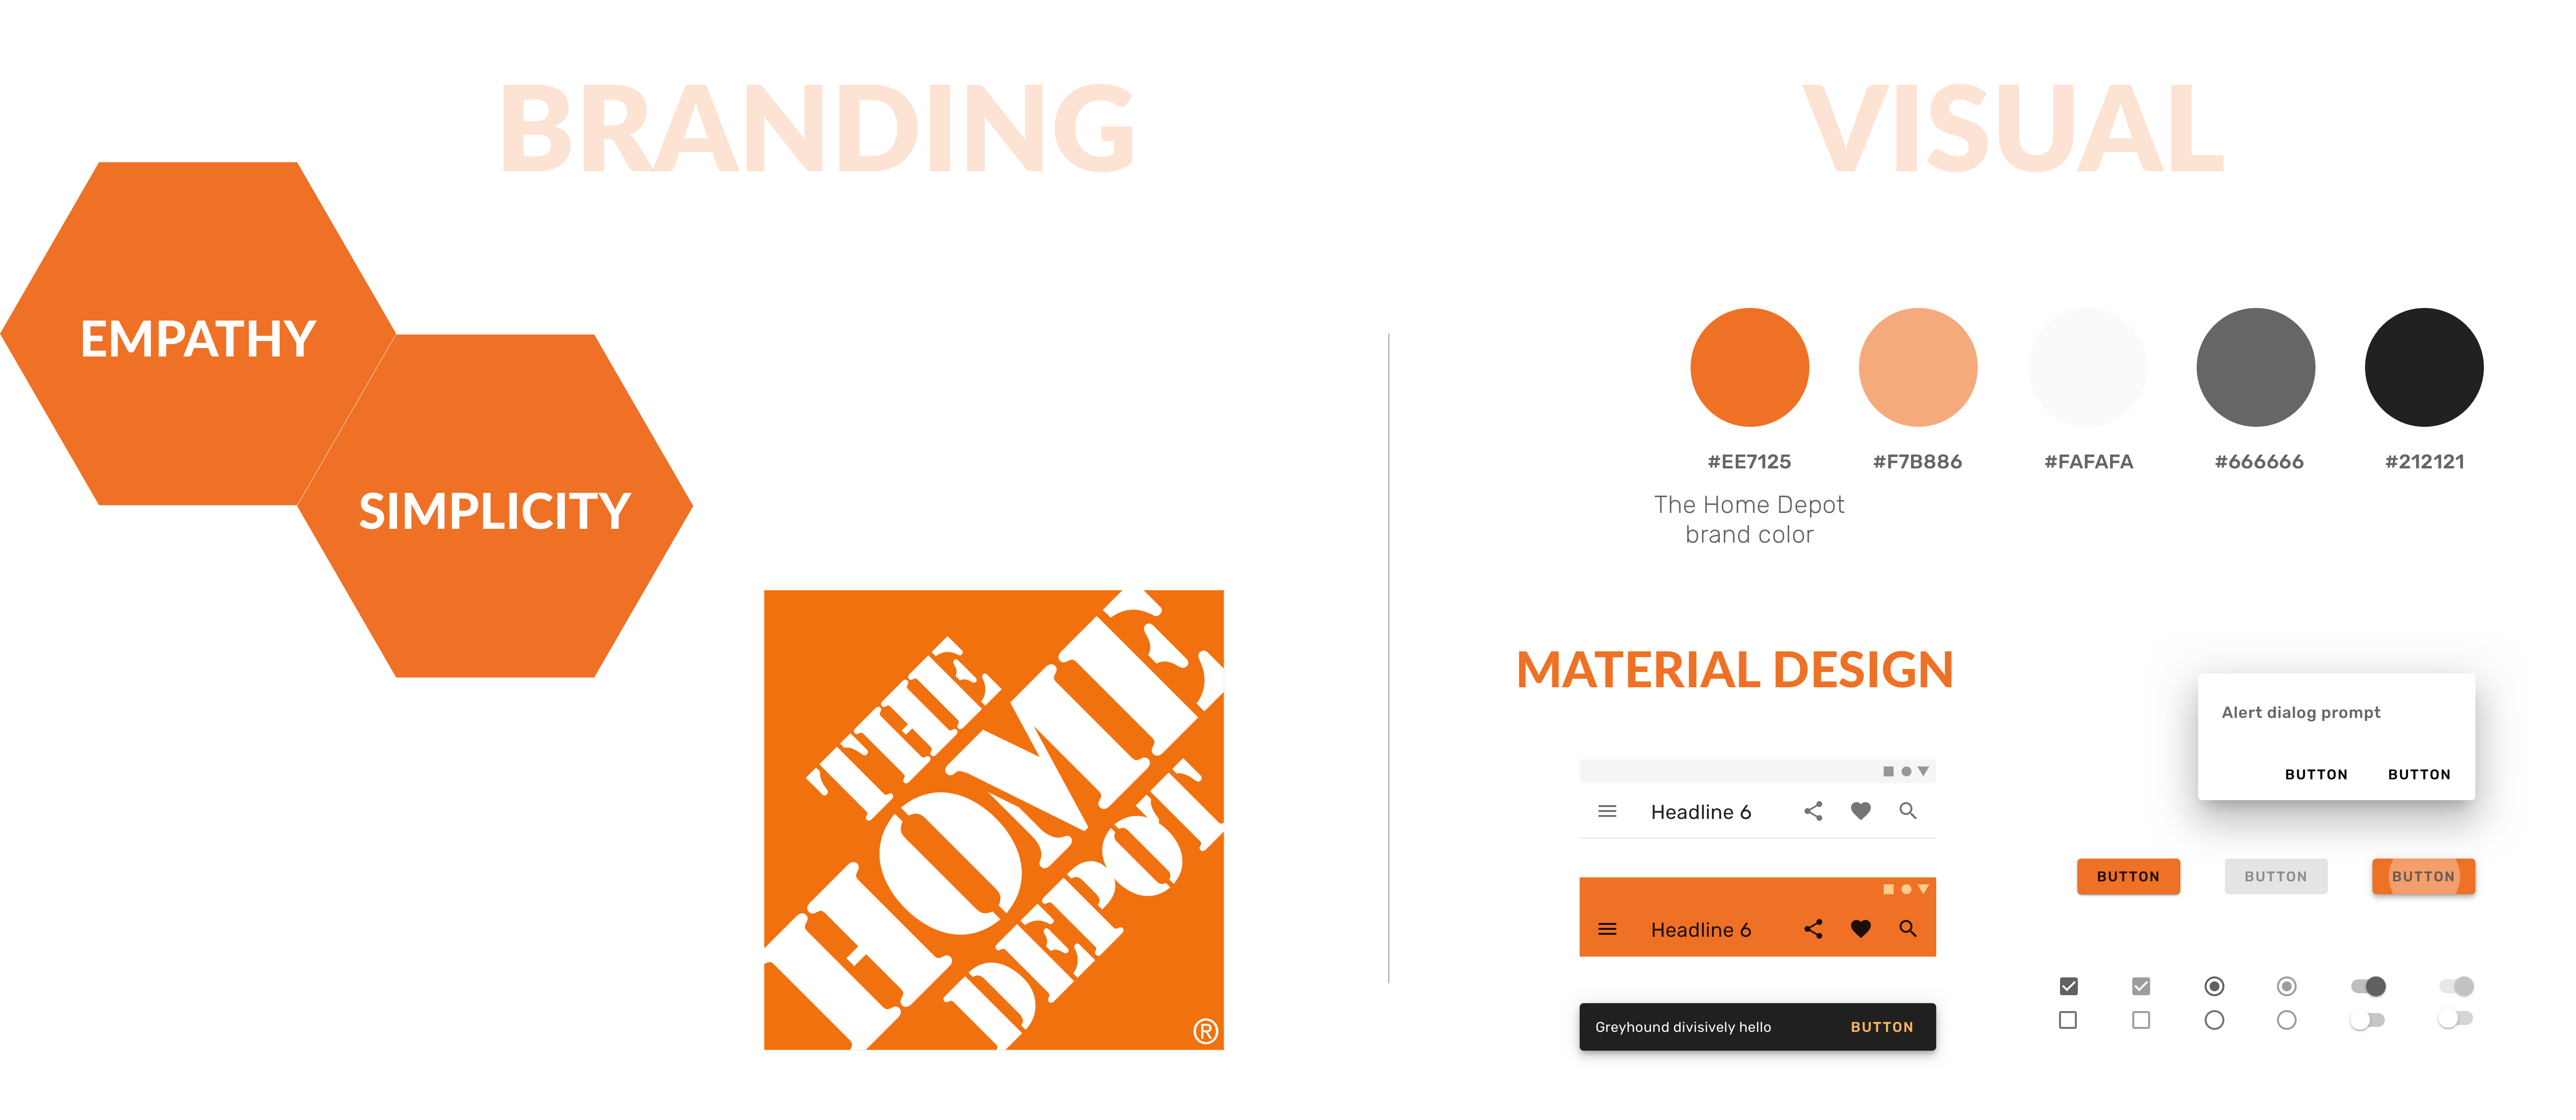 BRANDING
EMPATHY
SIMPLICITY
THE
HOME
DEPOT
®
VISUAL
#EE7125
#F7B886
#FAFAFA
#666666
#212121
The Home Depot
brand color
MATERIAL DESIGN
Headline 6
Headline 6
Greyhound divisively hello
BUTTON
Alert dialog prompt
BUTTON
BUTTON
BUTTON
BUTTON
BUTTON